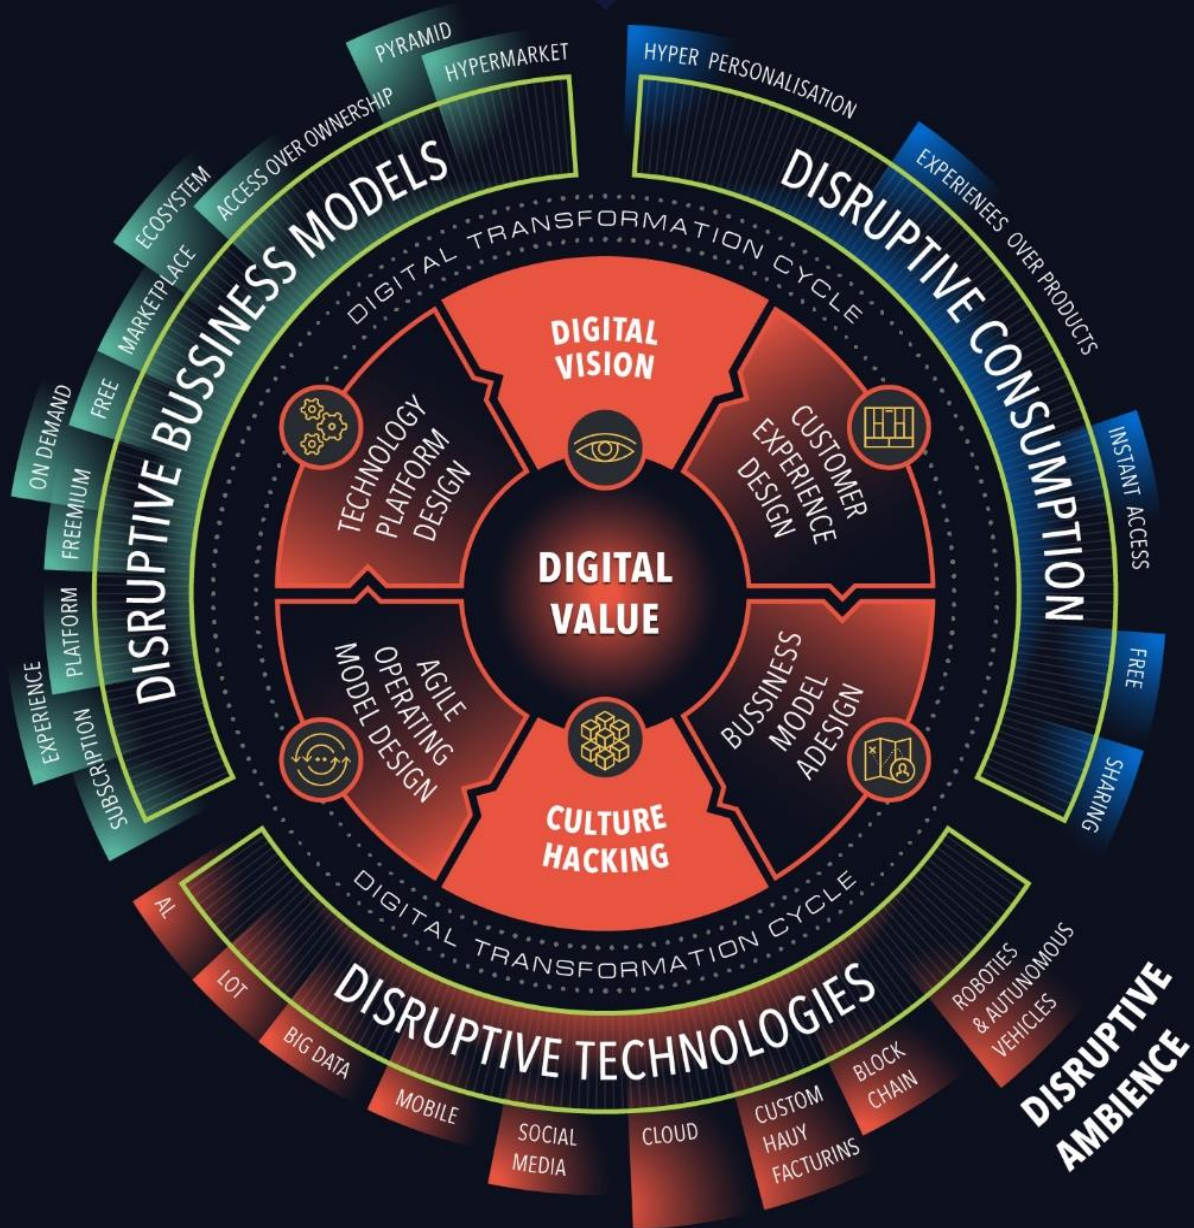 PYRAMID
HYPERMARKET
ACCESS OVER OWNERSHIP
ECOSYSTEM
MARKETPLACE
FREE
ON DEMAND
FREEMIUM
PLATFORM
EXPERIENCE
SUBSCRIPTION
DISRUPTIVE BUSSINESS MODELS
HYPER PERSONALISATION
EXPERIENEES OVER PRODUCTS
INSTANT ACCESS
FREE
SHARING
DISRUPTIVE CONSUMPTION
DIGITAL TRANSFORMATION CYCLE
DIGITAL
VISION
CUSTOMER
EXPERIENCE
DESIGN
BUSSINESS
MODEL
ADESIGN
CULTURE
HACKING
AGILE
OPERATING
MODEL DESIGN
TECHNOLOGY
PLATFORM
DESIGN
DIGITAL
VALUE
DIGITAL TRANSFORMATION CYCLE
DISRUPTIVE TECHNOLOGIES
AL
LOT
BIG DATA
MOBILE
SOCIAL
MEDIA
CLOUD
CUSTOM
HAUY
FACTURINS
BLOCK
CHAIN
ROBOTIES
& AUTUNOMOUS
VEHICLES
DISRUPTIVE
AMBIENCE